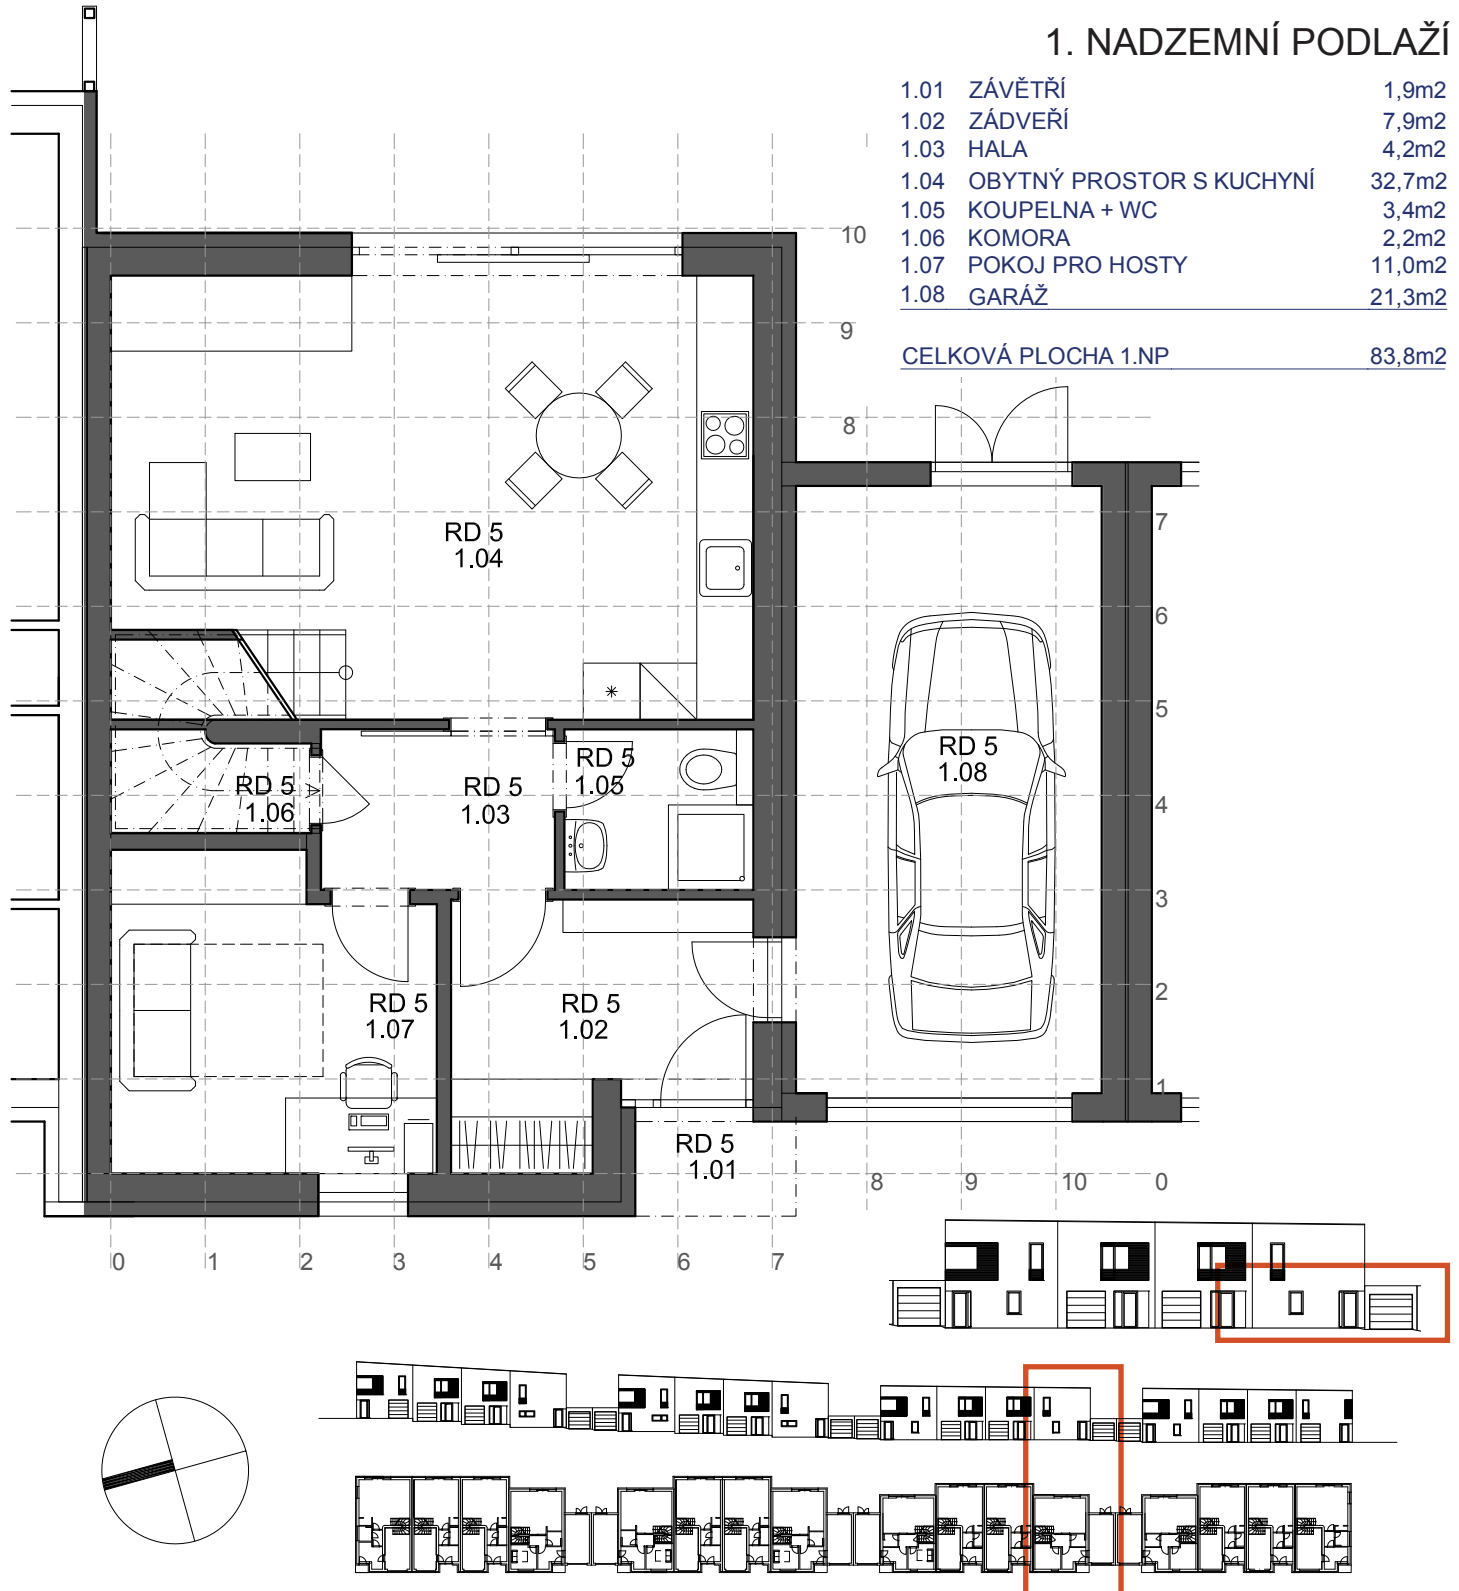 1. NADZEMNÍ PODLAŽÍ
1.01 ZÁVĚTŘÍ 1,9m2
1.02 ZÁDVEŘÍ 7,9m2
1.03 HALA 4,2m2
1.04 OBYTNÝ PROSTOR S KUCHYNÍ 32,7m2
1.05 KOUPELNA + WC 3,4m2
1.06 KOMORA 2,2m2
1.07 POKOJ PRO HOSTY 11,0m2
1.08 GARÁŽ 21,3m2
CELKOVÁ PLOCHA 1.NP 83,8m2
10
9
8
7
6
5
4
3
2
1
0
RD 5
1.04
RD 5
1.06
RD 5
1.03
RD 5
1.05
RD 5
1.08
RD 5
1.07
RD 5
1.02
RD 5
1.01
8 9 10
0 1 2 3 4 5 6 7